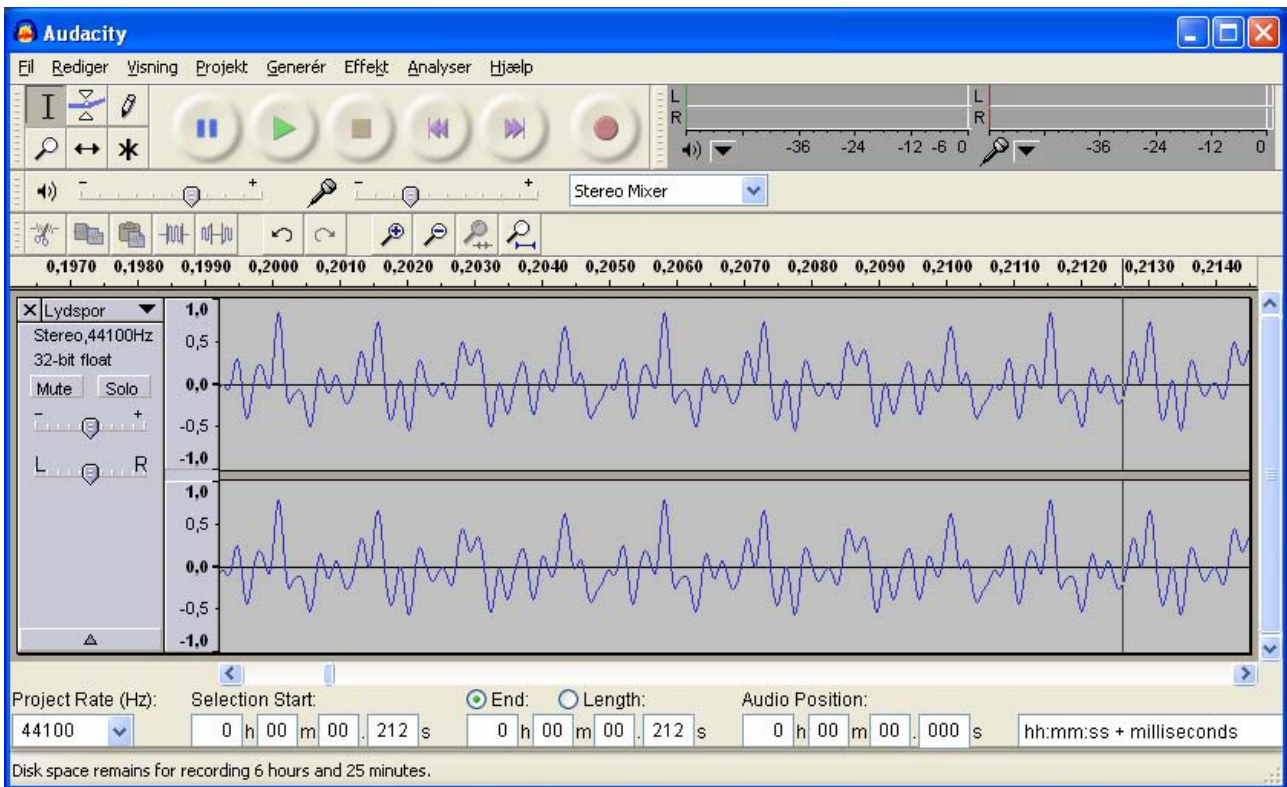 Audacity
Fil Rediger Visning Projekt Generér Effekt Analyser Hjælp
L
R
-36 -24 -12 -6 0
L
R
-36 -24 -12 0
- + - + Stereo Mixer
0,1970 0,1980 0,1990 0,2000 0,2010 0,2020 0,2030 0,2040 0,2050 0,2060 0,2070 0,2080 0,2090 0,2100 0,2110 0,2120 0,2130 0,2140
X Lydspor
Stereo,44100Hz
32-bit float
Mute Solo
- +
L R
1,0
0,5
0,0
-0,5
-1,0
1,0
0,5
0,0
-0,5
-1,0
Project Rate (Hz): Selection Start: End: Length: Audio Position:
44100 0 h 00 m 00 . 212 s 0 h 00 m 00 . 212 s 0 h 00 m 00 . 000 s hh:mm:ss + milliseconds
Disk space remains for recording 6 hours and 25 minutes.